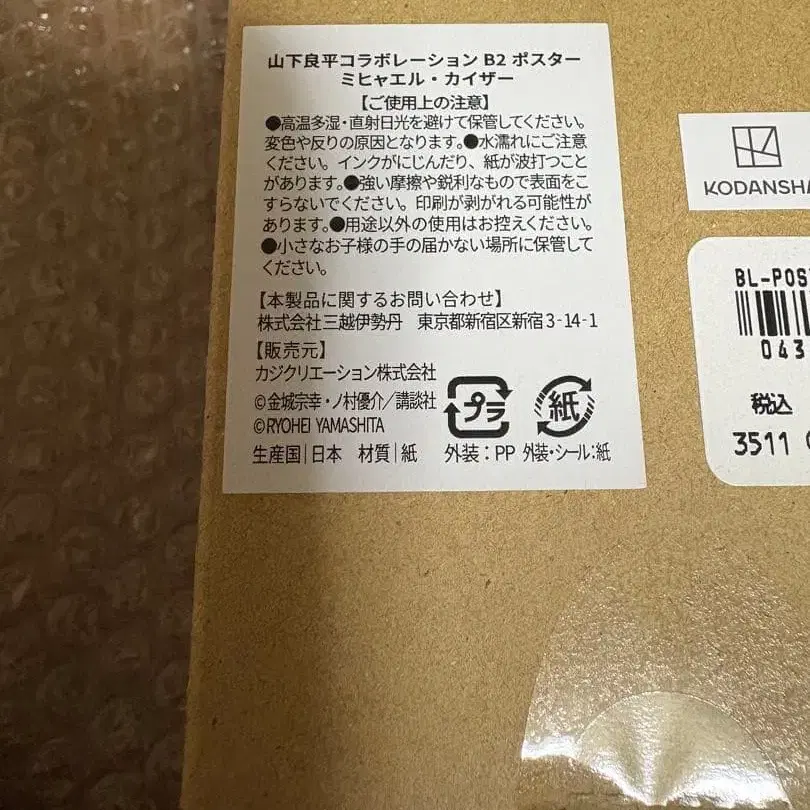 山下良平コラボレーション B2 ポスター
ミヒャエル・カイザー
【ご使用上の注意】
●高温多湿・直射日光を避けて保管してください。
変色や反りの原因となります。●水濡れにご注意
ください。インクがにじんだり、紙が波打つこと
があります。●強い摩擦や鋭利なもので表面をこ
すらないでください。印刷が剥がれる可能性が
あります。●用途以外の使用はお控えください。
●小さなお子様の手の届かない場所に保管して
ください。
【本製品に関するお問い合わせ】
株式会社三越伊勢丹　東京都新宿区新宿3-14-1
【販売元】
カジクリエーション株式会社
©金城宗幸・ノ村優介/講談社
©RYOHEI YAMASHITA
プラ
紙
生産国|日本　材質|紙　外装:PP 外装・シール:紙
KODANSHA
BL-POS
043
税込
3511